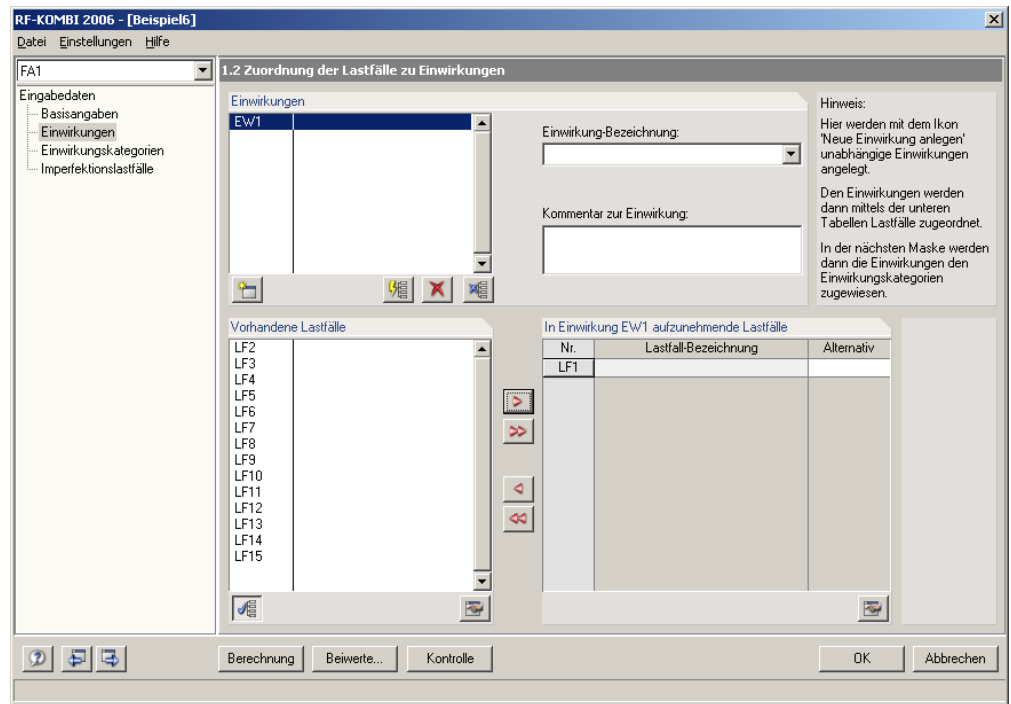 RF-KOMBI 2006 - [Beispiel6]
Datei Einstellungen Hilfe
FA1
1.2 Zuordnung der Lastfälle zu Einwirkungen
Eingabedaten
Basisangaben
Einwirkungen
Einwirkungskategorien
Imperfektionslastfälle
Einwirkungen
EW1
Einwirkung-Bezeichnung:
Kommentar zur Einwirkung:
Hinweis:
Hier werden mit dem Ikon
'Neue Einwirkung anlegen'
unabhängige Einwirkungen
angelegt.
Den Einwirkungen werden
dann mittels der unteren
Tabellen Lastfälle zugeordnet.
In der nächsten Maske werden
dann die Einwirkungen den
Einwirkungskategorien
zugewiesen.
Vorhandene Lastfälle
LF2
LF3
LF4
LF5
LF6
LF7
LF8
LF9
LF10
LF11
LF12
LF13
LF14
LF15
In Einwirkung EW1 aufzunehmende Lastfälle
Nr. Lastfall-Bezeichnung Alternativ
LF1
Berechnung Beiwerte... Kontrolle OK Abbrechen